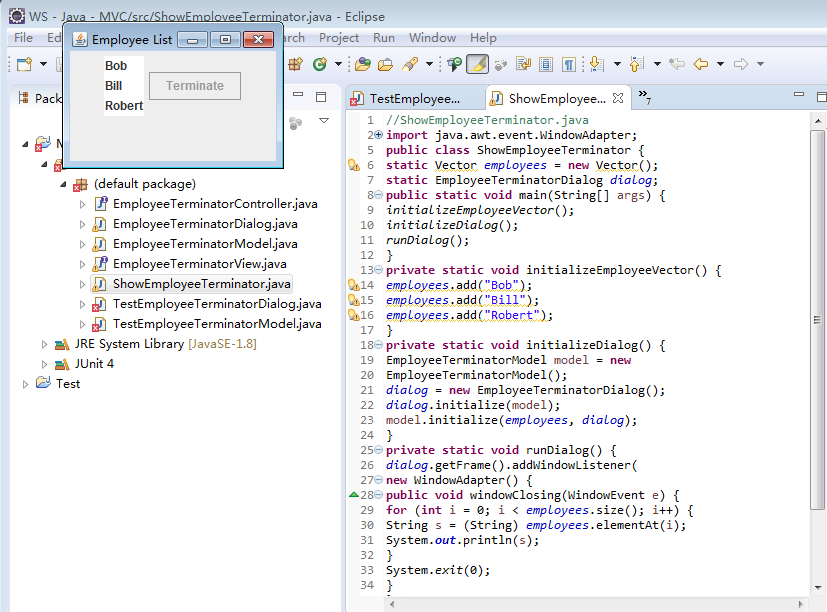 WS - Java - MVC/src/ShowEmployeeTerminator.java - Eclipse
File Ed arch Project Run Window Help
Employee List
Bob
Bill
Robert
Terminate
Pack
TestEmployee...
ShowEmployee...
»7
(default package)
EmployeeTerminatorController.java
EmployeeTerminatorDialog.java
EmployeeTerminatorModel.java
EmployeeTerminatorView.java
ShowEmployeeTerminator.java
TestEmployeeTerminatorDialog.java
TestEmployeeTerminatorModel.java
JRE System Library [JavaSE-1.8]
JUnit 4
Test
1 //ShowEmployeeTerminator.java
2 import java.awt.event.WindowAdapter;
5 public class ShowEmployeeTerminator {
6 static Vector employees = new Vector();
7 static EmployeeTerminatorDialog dialog;
8 public static void main(String[] args) {
9 initializeEmployeeVector();
10 initializeDialog();
11 runDialog();
12 }
13 private static void initializeEmployeeVector() {
14 employees.add("Bob");
15 employees.add("Bill");
16 employees.add("Robert");
17 }
18 private static void initializeDialog() {
19 EmployeeTerminatorModel model = new
20 EmployeeTerminatorModel();
21 dialog = new EmployeeTerminatorDialog();
22 dialog.initialize(model);
23 model.initialize(employees, dialog);
24 }
25 private static void runDialog() {
26 dialog.getFrame().addWindowListener(
27 new WindowAdapter() {
28 public void windowClosing(WindowEvent e) {
29 for (int i = 0; i < employees.size(); i++) {
30 String s = (String) employees.elementAt(i);
31 System.out.println(s);
32 }
33 System.exit(0);
34 }